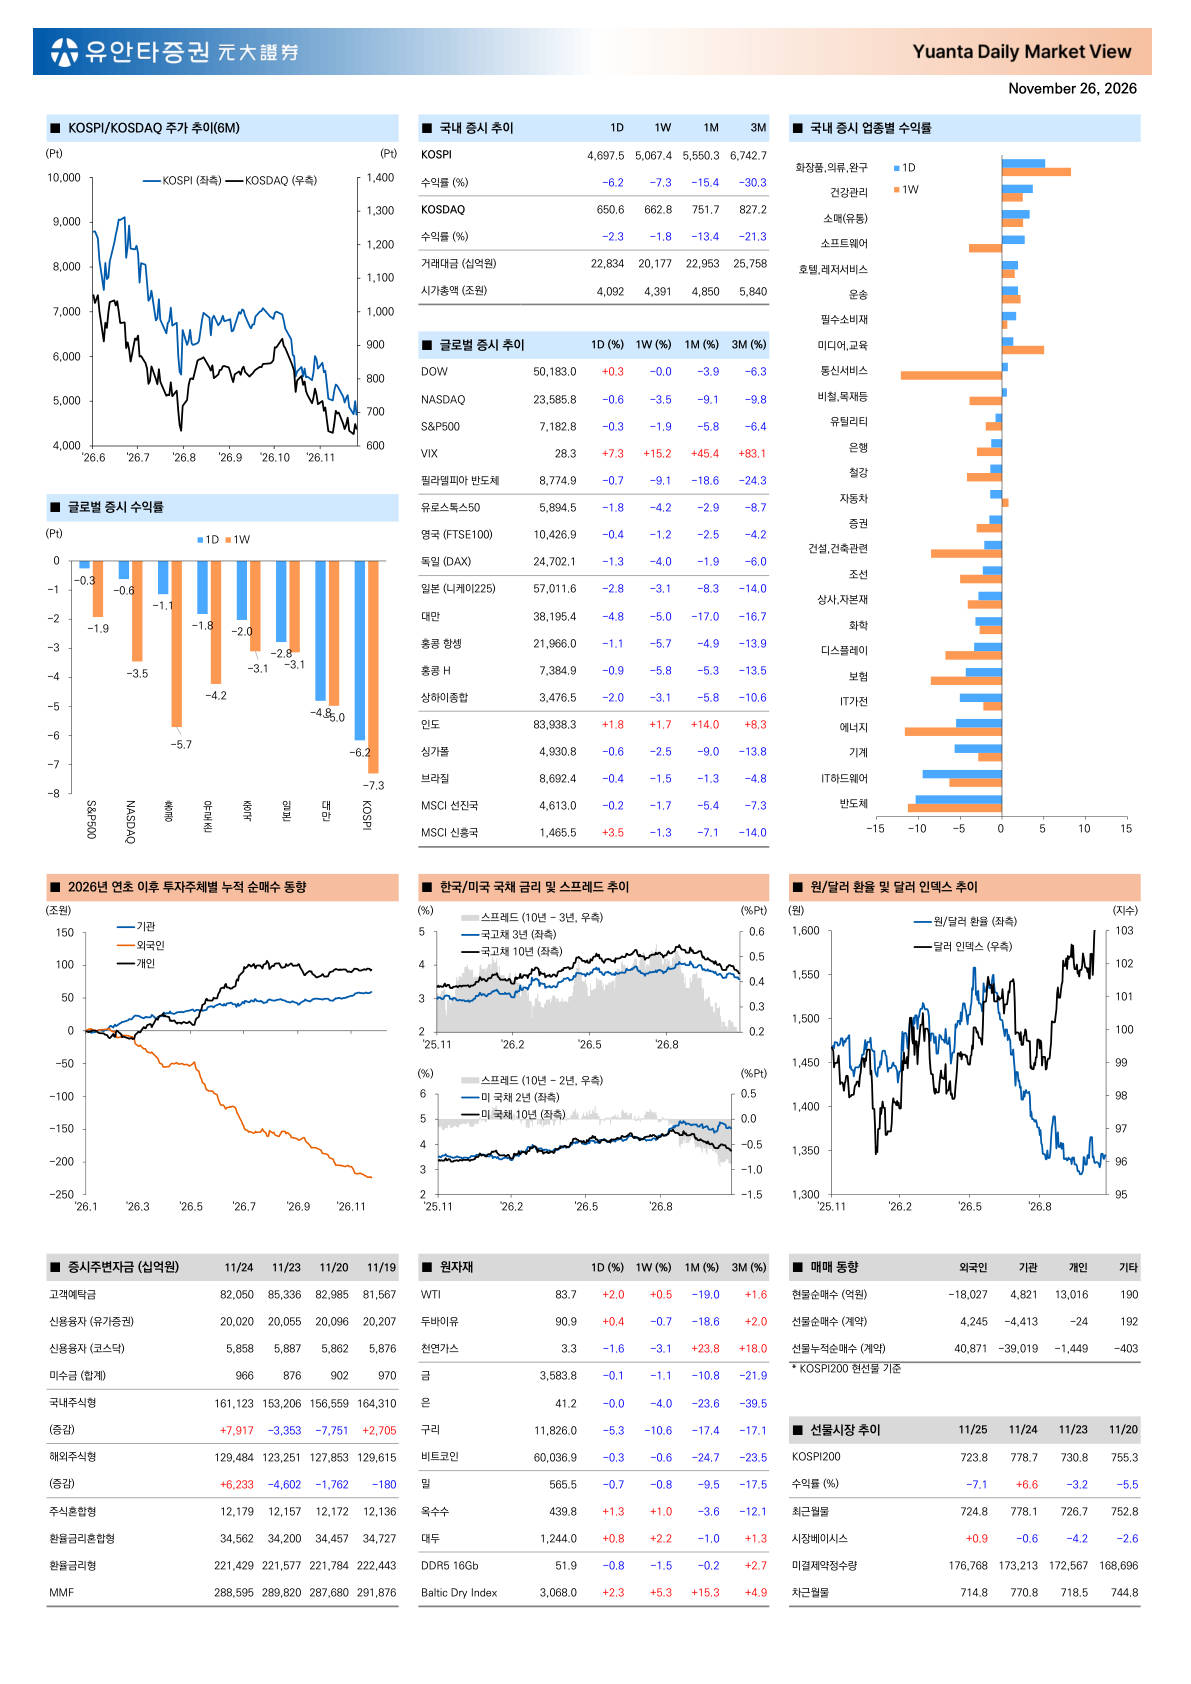 유안타증권 元大證券
Yuanta Daily Market View
November 26, 2026
■ KOSPI/KOSDAQ 주가 추이(6M)
(Pt) (Pt)
KOSPI (좌측) KOSDAQ (우측)
10,000 1,400
9,000 1,300
8,000 1,200
7,000 1,100
6,000 1,000
5,000 900
4,000 800
700
600
'26.6 '26.7 '26.8 '26.9 '26.10 '26.11
■ 글로벌 증시 수익률
(Pt)
1D 1W
0
-1
-2
-3
-4
-5
-6
-7
-8
-0.3 -1.9 -0.6 -3.5 -1.1 -5.7 -1.8 -4.2 -2.0 -3.1 -2.8 -3.1 -4.8 -5.0 -6.2 -7.3
S&P500 NASDAQ 홍콩 유로존 중국 일본 대만 KOSPI
■ 국내 증시 추이 1D 1W 1M 3M
KOSPI 4,697.5 5,067.4 5,550.3 6,742.7
수익률 (%) -6.2 -7.3 -15.4 -30.3
KOSDAQ 650.6 662.8 751.7 827.2
수익률 (%) -2.3 -1.8 -13.4 -21.3
거래대금 (십억원) 22,834 20,177 22,953 25,758
시가총액 (조원) 4,092 4,391 4,850 5,840
■ 글로벌 증시 추이 1D (%) 1W (%) 1M (%) 3M (%)
DOW 50,183.0 +0.3 -0.0 -3.9 -6.3
NASDAQ 23,585.8 -0.6 -3.5 -9.1 -9.8
S&P500 7,182.8 -0.3 -1.9 -5.8 -6.4
VIX 28.3 +7.3 +15.2 +45.4 +83.1
필라델피아 반도체 8,774.9 -0.7 -9.1 -18.6 -24.3
유로스톡스50 5,894.5 -1.8 -4.2 -2.9 -8.7
영국 (FTSE100) 10,426.9 -0.4 -1.2 -2.5 -4.2
독일 (DAX) 24,702.1 -1.3 -4.0 -1.9 -6.0
일본 (니케이225) 57,011.6 -2.8 -3.1 -8.3 -14.0
대만 38,195.4 -4.8 -5.0 -17.0 -16.7
홍콩 항셍 21,966.0 -1.1 -5.7 -4.9 -13.9
홍콩 H 7,384.9 -0.9 -5.8 -5.3 -13.5
상하이종합 3,476.5 -2.0 -3.1 -5.8 -10.6
인도 83,938.3 +1.8 +1.7 +14.0 +8.3
싱가폴 4,930.8 -0.6 -2.5 -9.0 -13.8
브라질 8,692.4 -0.4 -1.5 -1.3 -4.8
MSCI 선진국 4,613.0 -0.2 -1.7 -5.4 -7.3
MSCI 신흥국 1,465.5 +3.5 -1.3 -7.1 -14.0
■ 국내 증시 업종별 수익률
1D
1W
화장품,의류,완구
건강관리
소매(유통)
소프트웨어
호텔,레저서비스
운송
필수소비재
미디어,교육
통신서비스
비철,목재등
유틸리티
은행
철강
자동차
증권
건설,건축관련
조선
상사,자본재
화학
디스플레이
보험
IT가전
에너지
기계
IT하드웨어
반도체
-15 -10 -5 0 5 10 15
■ 2026년 연초 이후 투자주체별 누적 순매수 동향
(조원)
기관
외국인
개인
150
100
50
0
-50
-100
-150
-200
-250
'26.1 '26.3 '26.5 '26.7 '26.9 '26.11
■ 한국/미국 국채 금리 및 스프레드 추이
(%) (%Pt)
스프레드 (10년 - 3년, 우측)
국고채 3년 (좌측)
국고채 10년 (좌측)
5 0.6
4 0.5
3 0.4
2 0.3
0.2
'25.11 '26.2 '26.5 '26.8
(%) (%Pt)
스프레드 (10년 - 2년, 우측)
미 국채 2년 (좌측)
미 국채 10년 (좌측)
6 0.5
5 0.0
4 -0.5
3 -1.0
2 -1.5
'25.11 '26.2 '26.5 '26.8
■ 원/달러 환율 및 달러 인덱스 추이
(원) (지수)
원/달러 환율 (좌측)
달러 인덱스 (우측)
1,600 103
1,550 102
1,500 101
1,450 100
1,400 99
1,350 98
1,300 97
96
95
'25.11 '26.2 '26.5 '26.8
■ 증시주변자금 (십억원) 11/24 11/23 11/20 11/19
고객예탁금 82,050 85,336 82,985 81,567
신용융자 (유가증권) 20,020 20,055 20,096 20,207
신용융자 (코스닥) 5,858 5,887 5,862 5,876
미수금 (합계) 966 876 902 970
국내주식형 161,123 153,206 156,559 164,310
(증감) +7,917 -3,353 -7,751 +2,705
해외주식형 129,484 123,251 127,853 129,615
(증감) +6,233 -4,602 -1,762 -180
주식혼합형 12,179 12,157 12,172 12,136
환율금리혼합형 34,562 34,200 34,457 34,727
환율금리형 221,429 221,577 221,784 222,443
MMF 288,595 289,820 287,680 291,876
■ 원자재 1D (%) 1W (%) 1M (%) 3M (%)
WTI 83.7 +2.0 +0.5 -19.0 +1.6
두바이유 90.9 +0.4 -0.7 -18.6 +2.0
천연가스 3.3 -1.6 -3.1 +23.8 +18.0
금 3,583.8 -0.1 -1.1 -10.8 -21.9
은 41.2 -0.0 -4.0 -23.6 -39.5
구리 11,826.0 -5.3 -10.6 -17.4 -17.1
비트코인 60,036.9 -0.3 -0.6 -24.7 -23.5
밀 565.5 -0.7 -0.8 -9.5 -17.5
옥수수 439.8 +1.3 +1.0 -3.6 -12.1
대두 1,244.0 +0.8 +2.2 -1.0 +1.3
DDR5 16Gb 51.9 -0.8 -1.5 -0.2 +2.7
Baltic Dry Index 3,068.0 +2.3 +5.3 +15.3 +4.9
■ 매매 동향 외국인 기관 개인 기타
현물순매수 (억원) -18,027 4,821 13,016 190
선물순매수 (계약) 4,245 -4,413 -24 192
선물누적순매수 (계약) 40,871 -39,019 -1,449 -403
* KOSPI200 현선물 기준
■ 선물시장 추이 11/25 11/24 11/23 11/20
KOSPI200 723.8 778.7 730.8 755.3
수익률 (%) -7.1 +6.6 -3.2 -5.5
최근월물 724.8 778.1 726.7 752.8
시장베이시스 +0.9 -0.6 -4.2 -2.6
미결제약정수량 176,768 173,213 172,567 168,696
차근월물 714.8 770.8 718.5 744.8